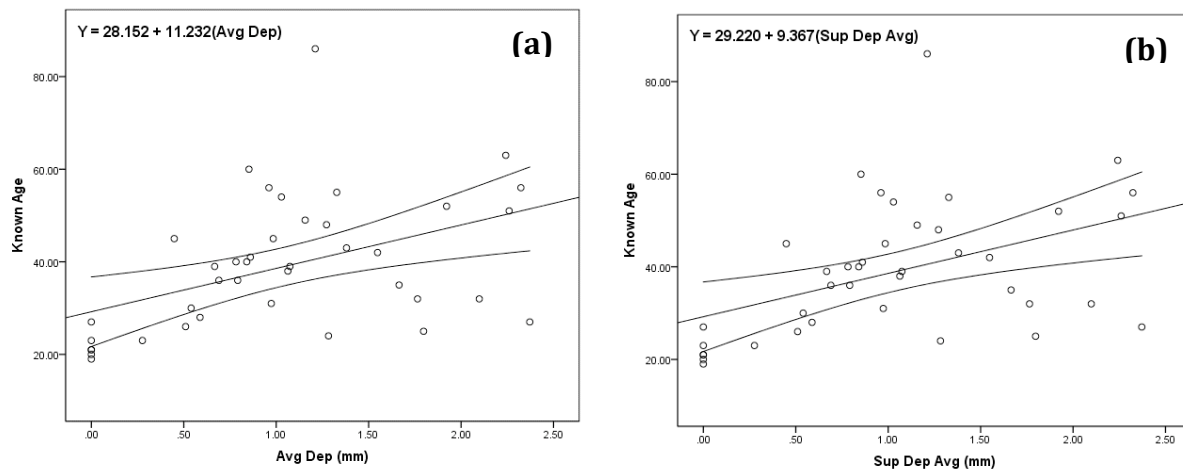 Y = 28.152 + 11.232(Avg Dep)
(a)
80.00
60.00
40.00
20.00
Known Age
.00 .50 1.00 1.50 2.00 2.50
Avg Dep (mm)
Y = 29.220 + 9.367(Sup Dep Avg)
(b)
80.00
60.00
40.00
20.00
Known Age
.00 .50 1.00 1.50 2.00 2.50
Sup Dep Avg (mm)